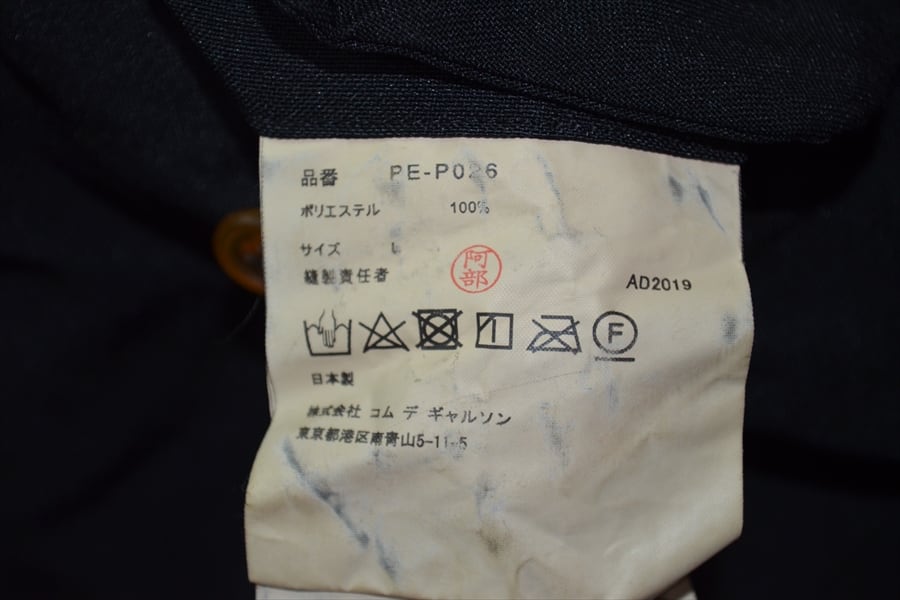 品番 PE-P026
ポリエステル 100%
サイズ L
縫製責任者 阿部
AD2019
F
日本製
株式会社 コム デ ギャルソン
東京都港区南青山5-11-5